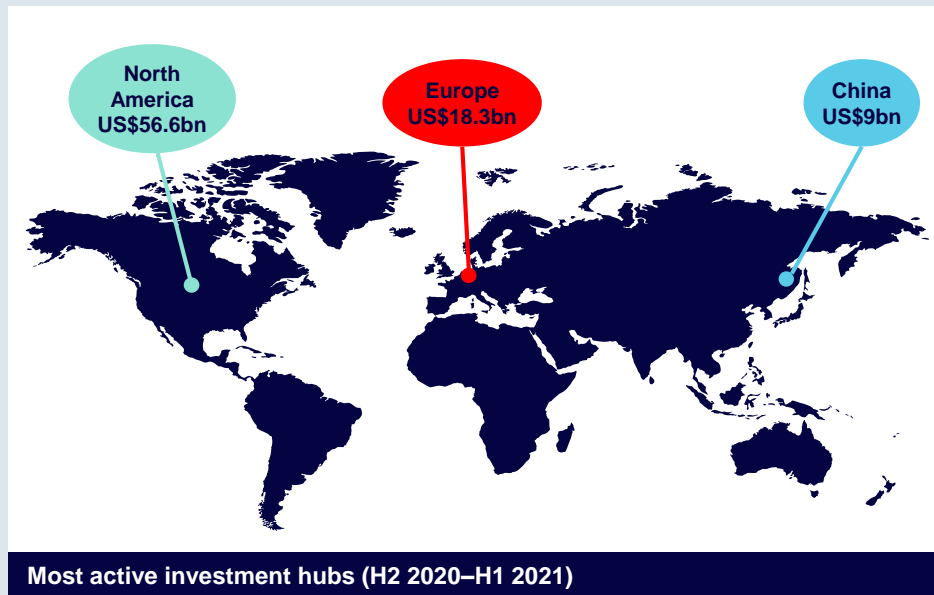 North
America
US$56.6bn
Europe
US$18.3bn
China
US$9bn
Most active investment hubs (H2 2020–H1 2021)